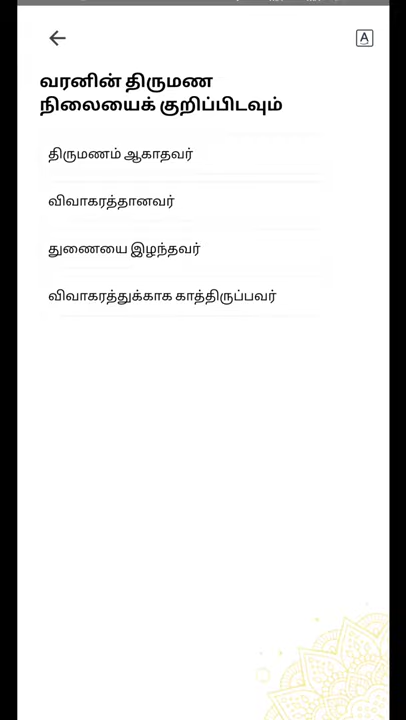 A
வரனின் திருமண
நிலையைக் குறிப்பிடவும்
திருமணம் ஆகாதவர்
விவாகரத்தானவர்
துணையை இழந்தவர்
விவாகரத்துக்காக காத்திருப்பவர்